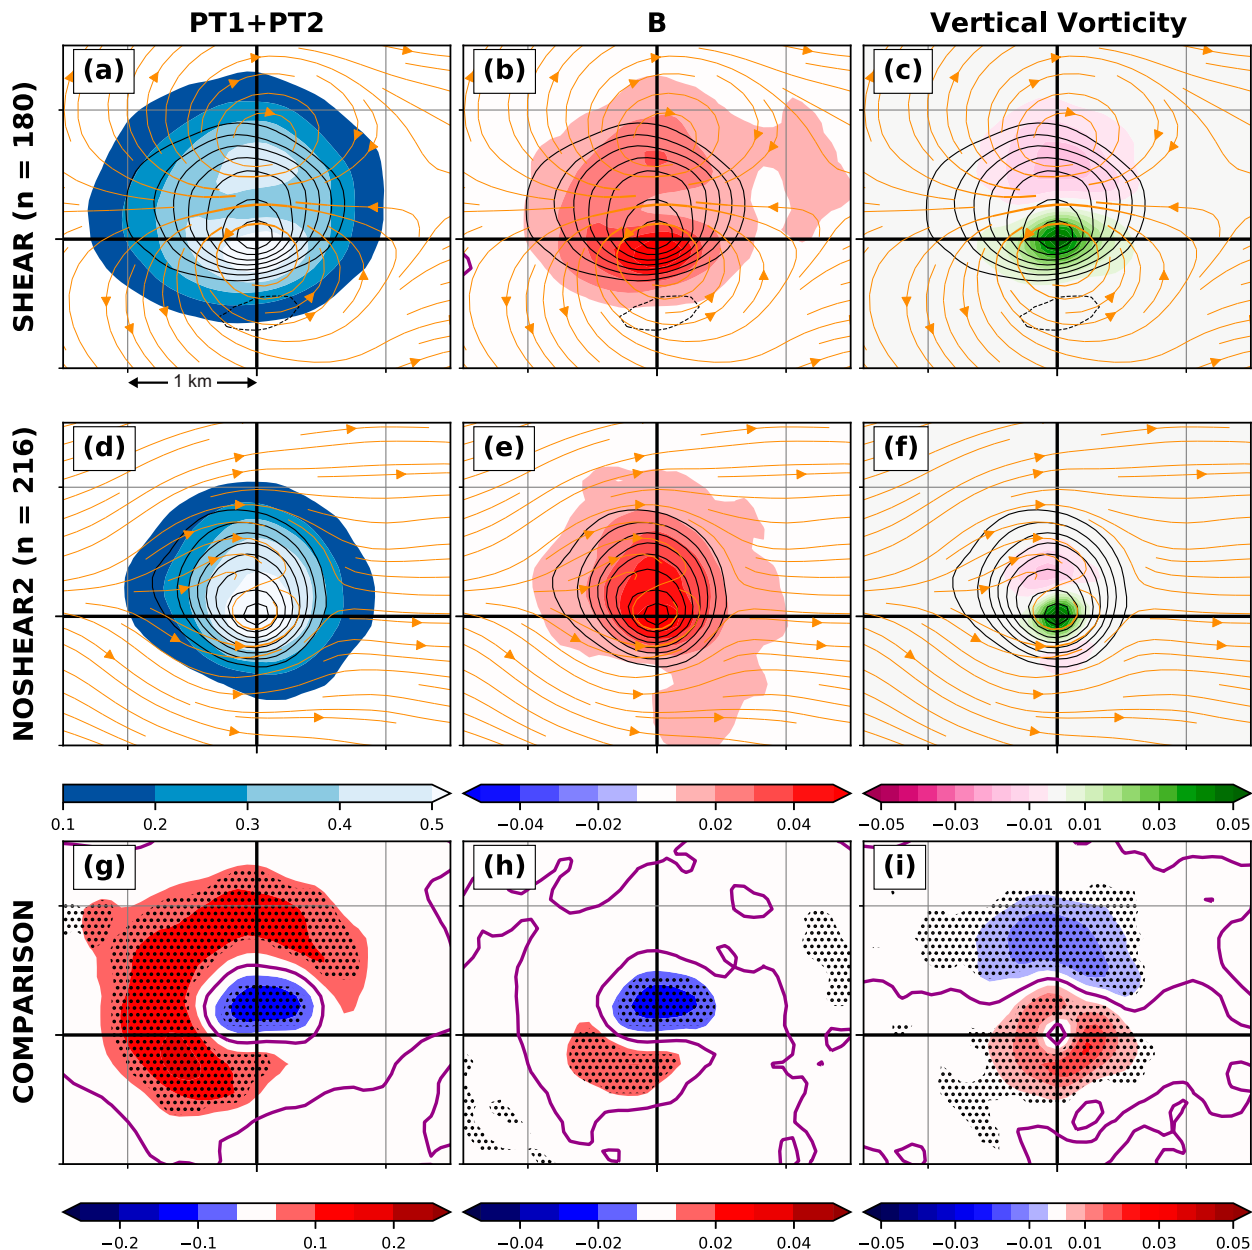 PT1+PT2 B Vertical Vorticity
SHEAR (n = 180)
(a) (b) (c)
1 km
NOSHEAR2 (n = 216)
(d) (e) (f)
0.1 0.2 0.3 0.4 0.5 −0.04 −0.02 0.02 0.04 −0.05 −0.03 −0.01 0.01 0.03 0.05
COMPARISON
(g) (h) (i)
−0.2 −0.1 0.1 0.2 −0.04 −0.02 0.02 0.04 −0.05 −0.03 −0.01 0.01 0.03 0.05